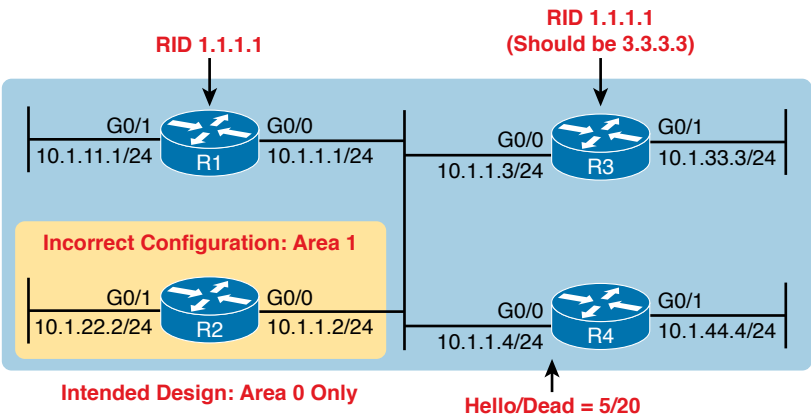 RID 1.1.1.1
RID 1.1.1.1
(Should be 3.3.3.3)
G0/1
10.1.11.1/24
R1
G0/0
10.1.1.1/24
G0/0
10.1.1.3/24
R3
G0/1
10.1.33.3/24
Incorrect Configuration: Area 1
G0/1
10.1.22.2/24
R2
G0/0
10.1.1.2/24
G0/0
10.1.1.4/24
R4
G0/1
10.1.44.4/24
Intended Design: Area 0 Only
Hello/Dead = 5/20